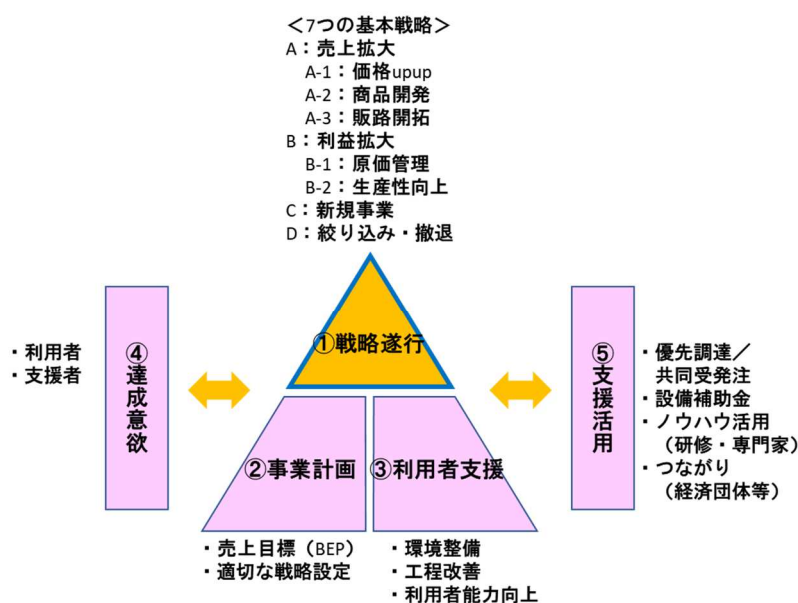 ＜7つの基本戦略＞
A：売上拡大
A-1：価格upup
A-2：商品開発
A-3：販路開拓
B：利益拡大
B-1：原価管理
B-2：生産性向上
C：新規事業
D：絞り込み・撤退
①戦略遂行
・利用者
・支援者
④達成意欲
⑤支援活用
・優先調達／
共同受発注
・設備補助金
・ノウハウ活用
（研修・専門家）
・つながり
（経済団体等）
②事業計画
③利用者支援
・売上目標（BEP）
・適切な戦略設定
・環境整備
・工程改善
・利用者能力向上